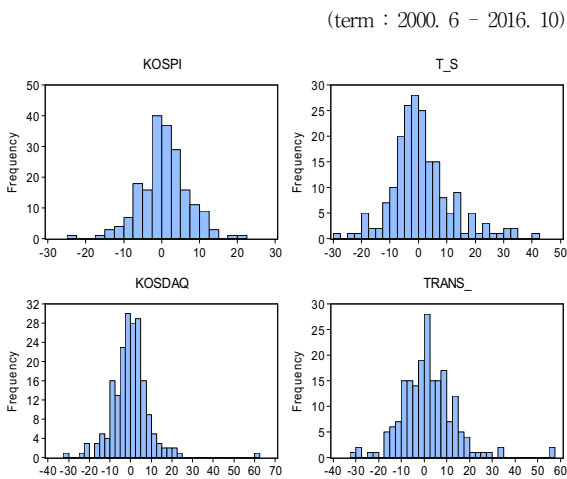 (term : 2000. 6 - 2016. 10)
KOSPI
T_S
50
40
30
20
10
0
Frequency
-30 -20 -10 0 10 20 30
30
25
20
15
10
5
0
Frequency
-30 -20 -10 0 10 20 30 40 50
KOSDAQ
TRANS_
32
28
24
20
16
12
8
4
0
Frequency
-40 -30 -20 -10 0 10 20 30 40 50 60 70
30
25
20
15
10
5
0
Frequency
-40 -30 -20 -10 0 10 20 30 40 50 60